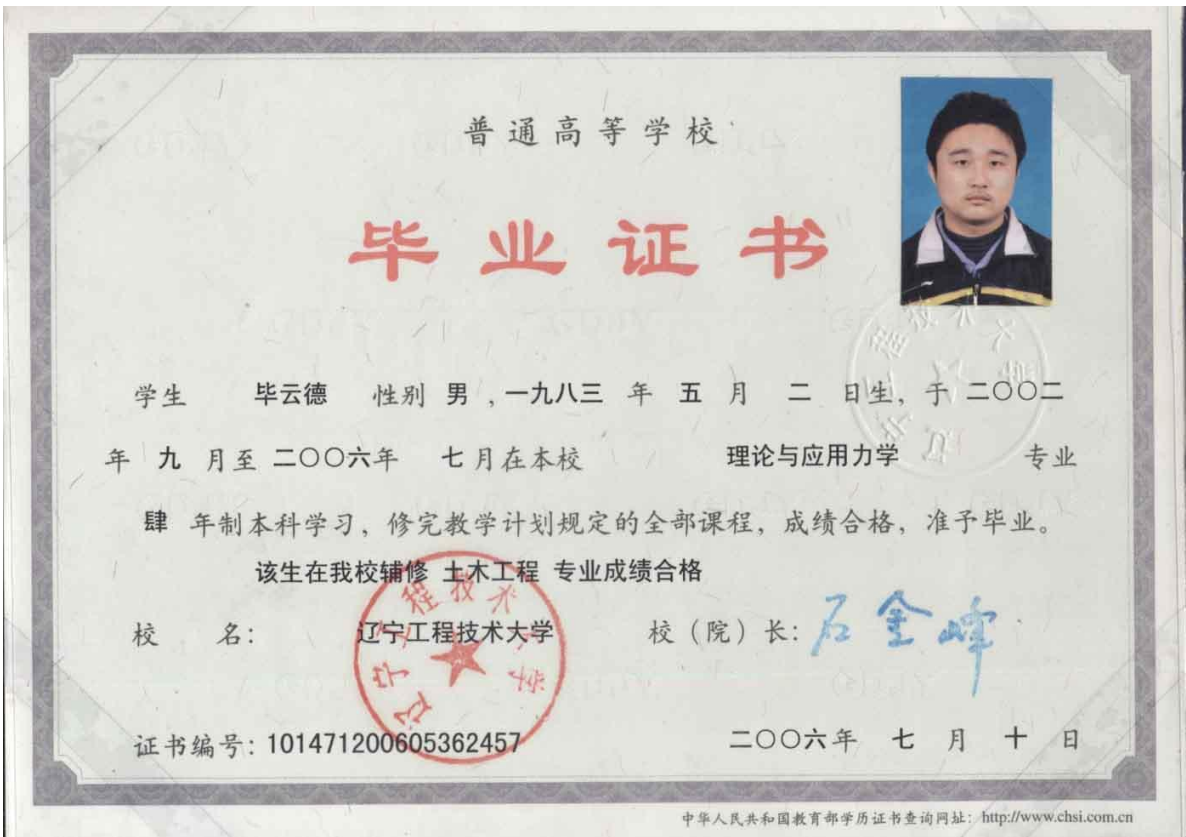 普通高等学校
毕业证书
学生 毕云德 性别 男，一九八三 年 五 月 二 日生，于 二〇〇二
年 九 月至 二〇〇六年 七 月在本校 理论与应用力学 专业
肆 年制本科学习，修完教学计划规定的全部课程，成绩合格，准予毕业。
该生在我校辅修 土木工程 专业成绩合格
校 名： 辽宁工程技术大学 校（院）长：石金峰
辽宁工程技术大学
证书编号：101471200605362457 二〇〇六年 七 月 十 日
中华人民共和国教育部学历证书查询网址：http://www.chsi.com.cn